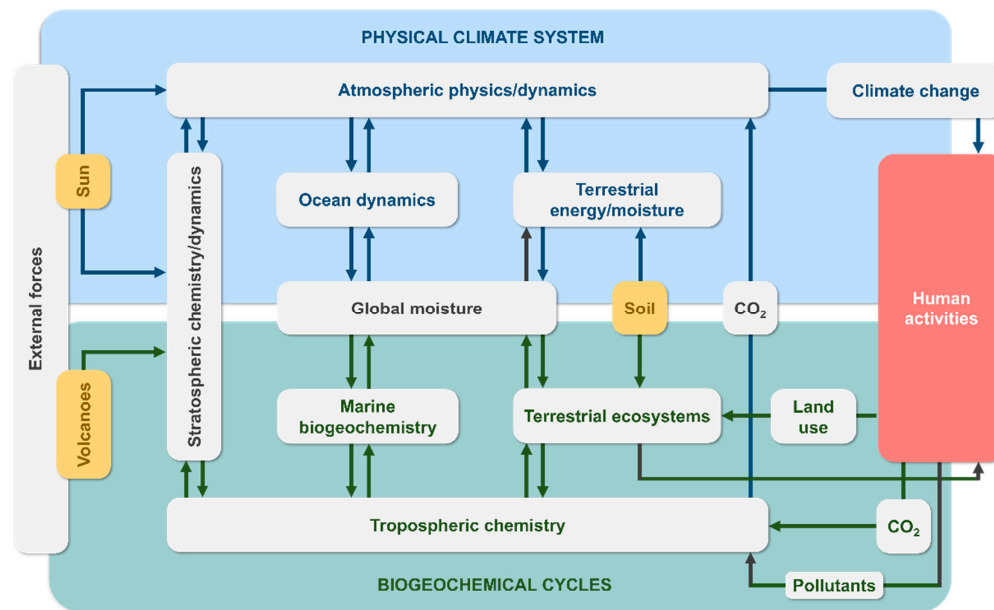 PHYSICAL CLIMATE SYSTEM
Atmospheric physics/dynamics
Climate change
Sun
External forces
Stratospheric chemistry/dynamics
Ocean dynamics
Terrestrial
energy/moisture
Global moisture
Soil
CO₂
Human
activities
Volcanoes
Marine
biogeochemistry
Terrestrial ecosystems
Land
use
Tropospheric chemistry
CO₂
Pollutants
BIOGEOCHEMICAL CYCLES